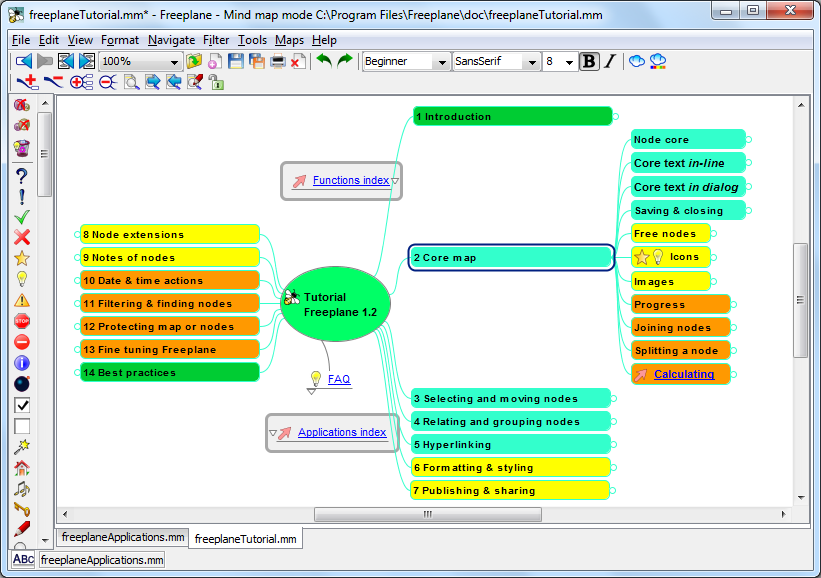 freeplaneTutorial.mm* - Freeplane - Mind map mode C:\Program Files\Freeplane\doc\freeplaneTutorial.mm
File Edit View Format Navigate Filter Tools Maps Help
100% Beginner SansSerif 8 B I
1 Introduction
Functions index
Node core
Core text in-line
Core text in dialog
Saving & closing
Free nodes
2 Core map
Icons
Images
Progress
Joining nodes
Splitting a node
Calculating
8 Node extensions
9 Notes of nodes
10 Date & time actions
11 Filtering & finding nodes
12 Protecting map or nodes
13 Fine tuning Freeplane
14 Best practices
Tutorial
Freeplane 1.2
FAQ
Applications index
3 Selecting and moving nodes
4 Relating and grouping nodes
5 Hyperlinking
6 Formatting & styling
7 Publishing & sharing
STOP
freeplaneApplications.mm freeplaneTutorial.mm
ABC freeplaneApplications.mm